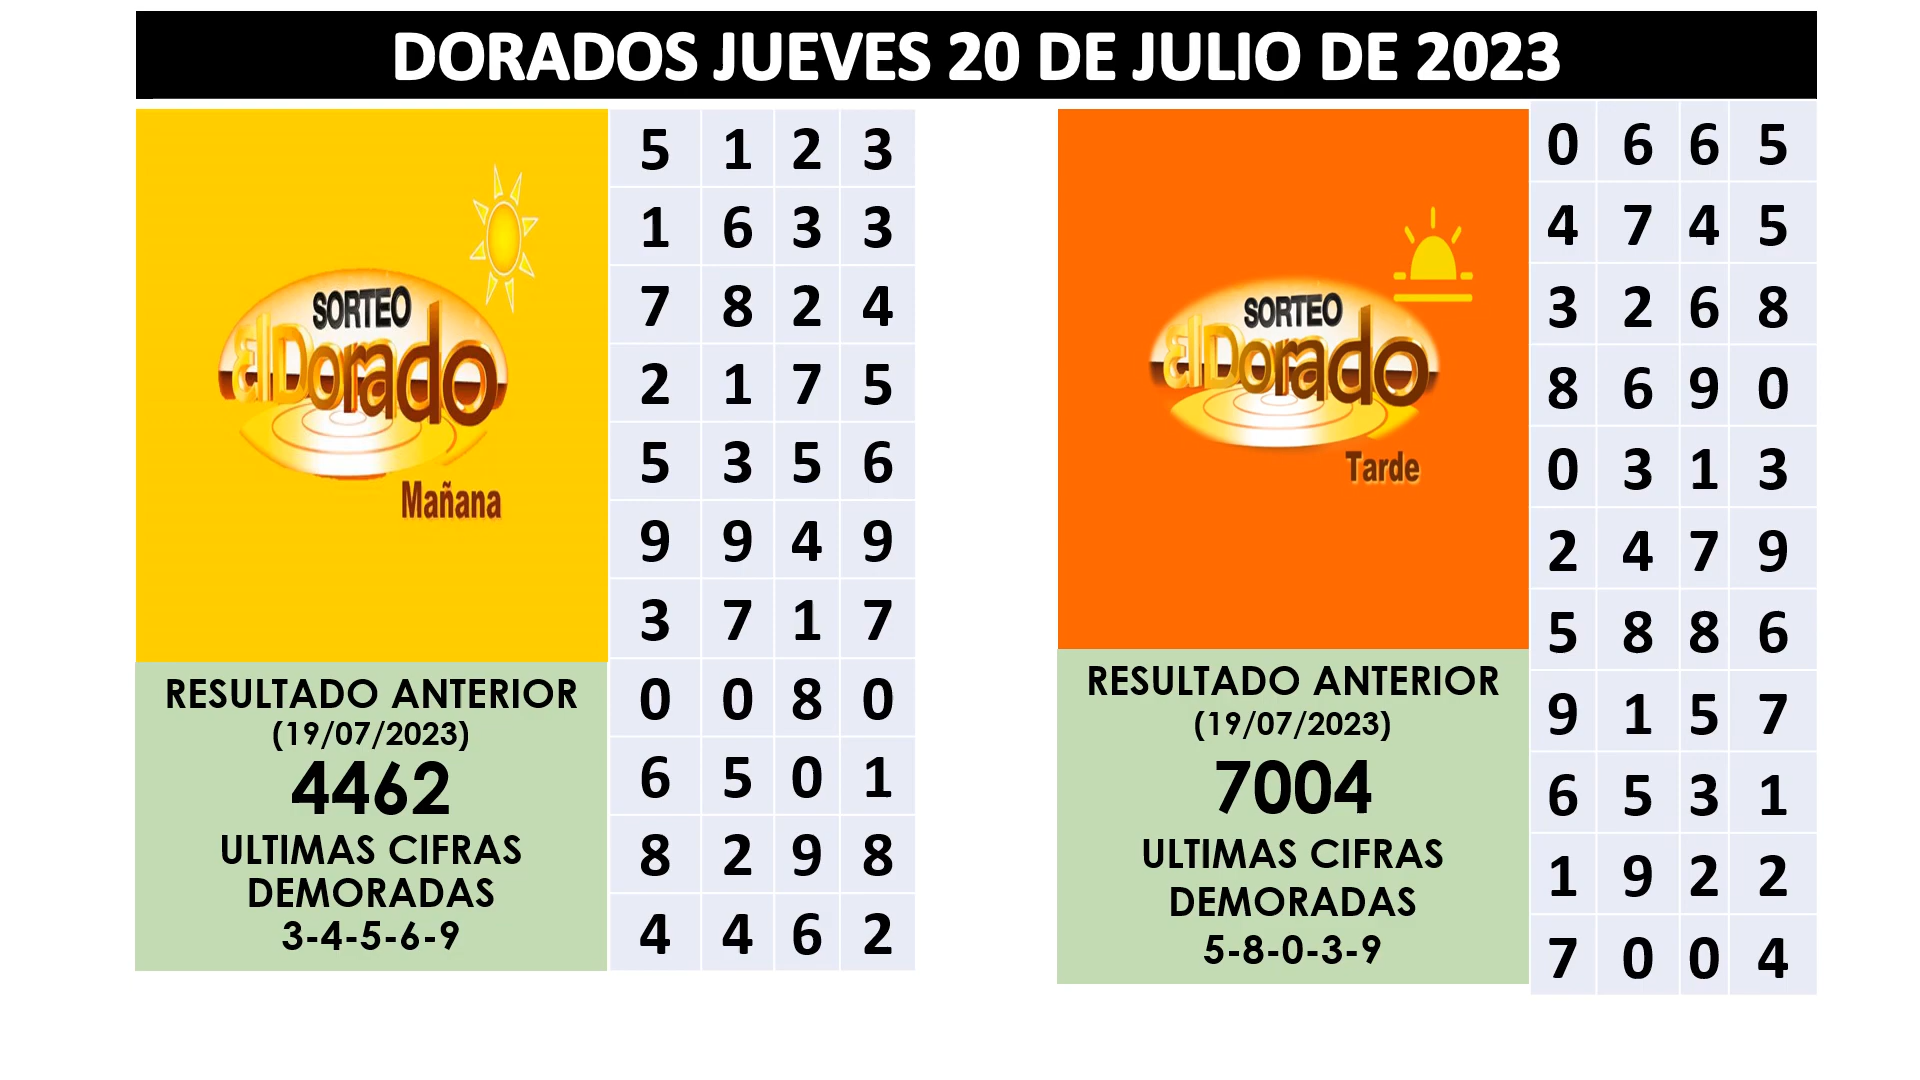 DORADOS JUEVES 20 DE JULIO DE 2023
SORTEO
El Dorado
Mañana
RESULTADO ANTERIOR
(19/07/2023)
4462
ULTIMAS CIFRAS
DEMORADAS
3-4-5-6-9
5 1 2 3
1 6 3 3
7 8 2 4
2 1 7 5
5 3 5 6
9 9 4 9
3 7 1 7
0 0 8 0
6 5 0 1
8 2 9 8
4 4 6 2
SORTEO
El Dorado
Tarde
RESULTADO ANTERIOR
(19/07/2023)
7004
ULTIMAS CIFRAS
DEMORADAS
5-8-0-3-9
0 6 6 5
4 7 4 5
3 2 6 8
8 6 9 0
0 3 1 3
2 4 7 9
5 8 8 6
9 1 5 7
6 5 3 1
1 9 2 2
7 0 0 4